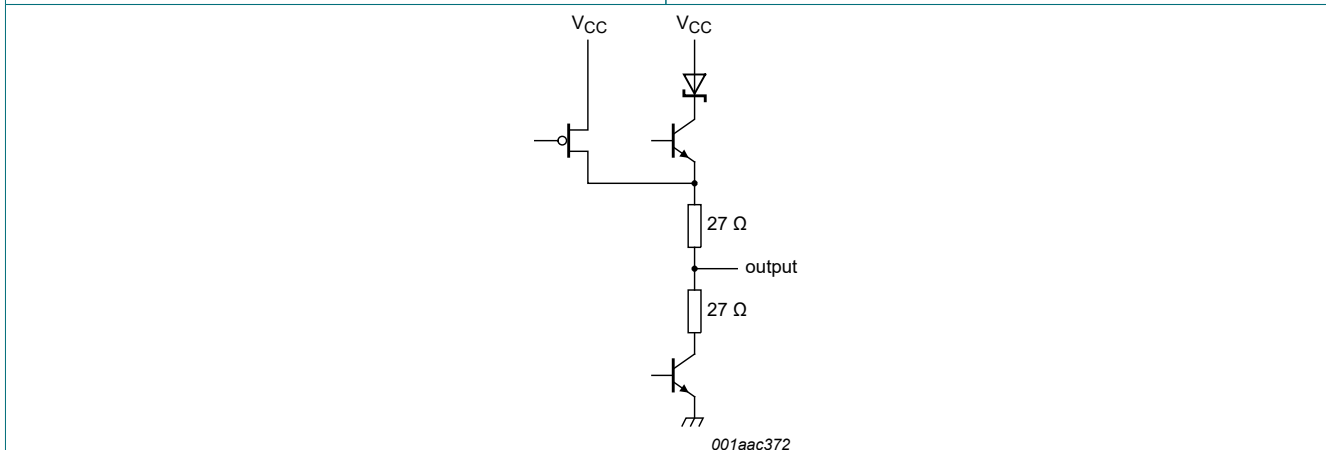 VCC VCC
27 Ω
output
27 Ω
001aac372